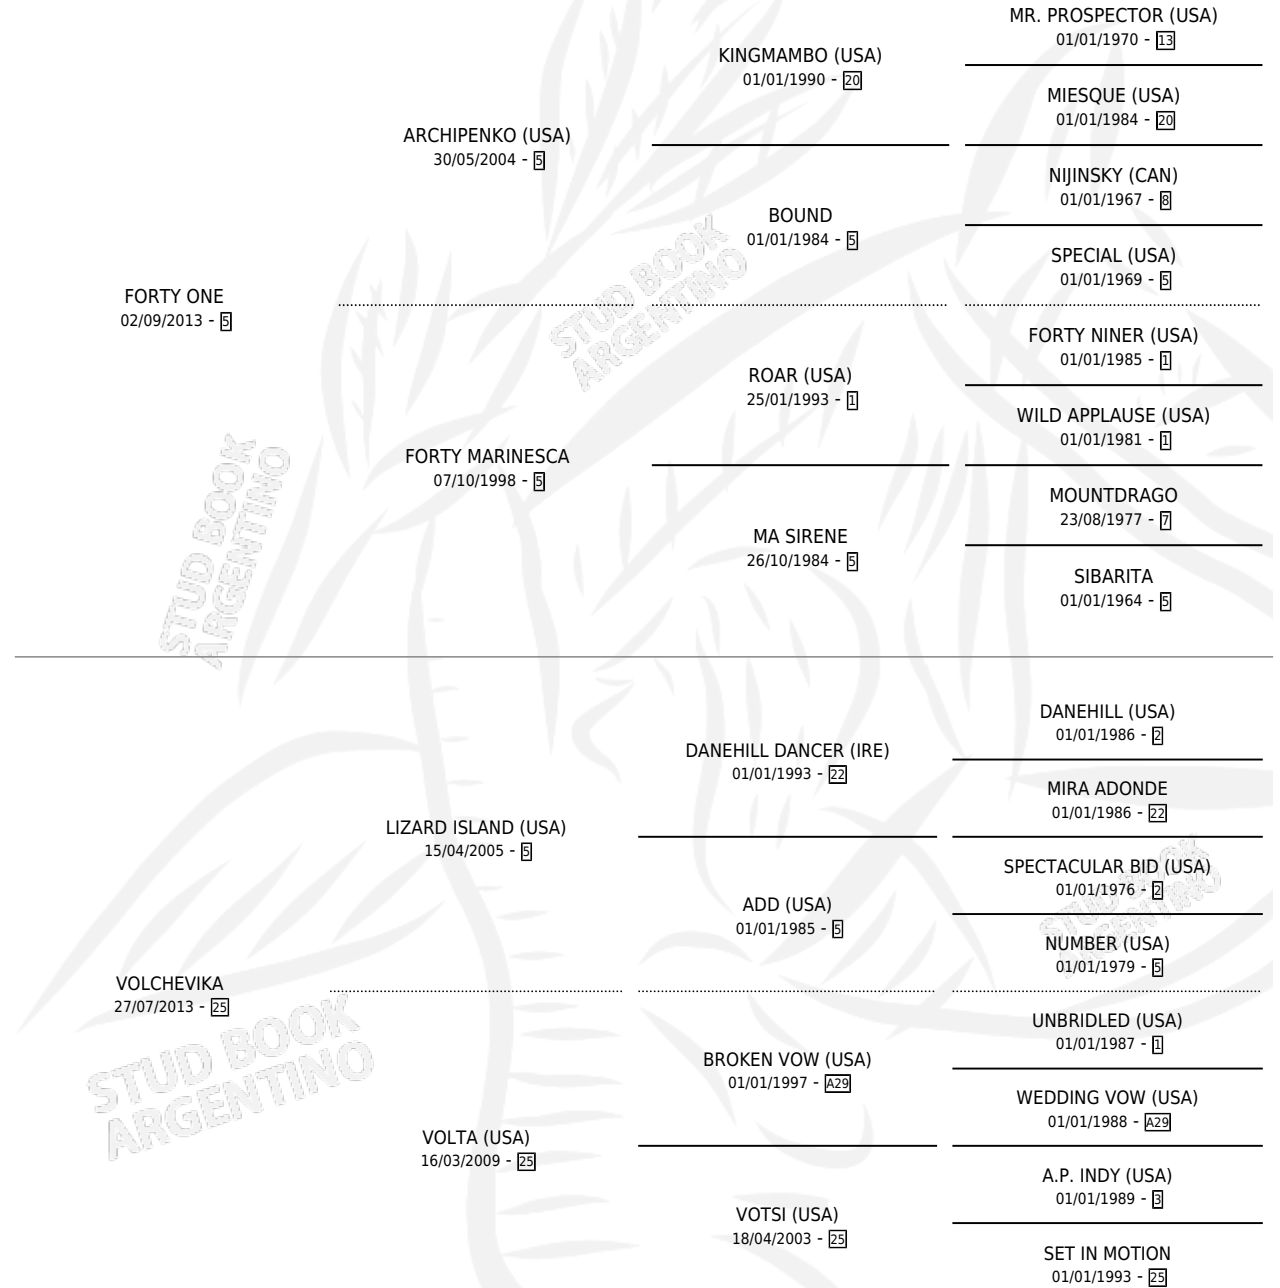 MR. PROSPECTOR (USA)
01/01/1970 - 13
KINGMAMBO (USA)
01/01/1990 - 20
MIESQUE (USA)
01/01/1984 - 20
ARCHIPENKO (USA)
30/05/2004 - 5
NIJINSKY (CAN)
01/01/1967 - 8
BOUND
01/01/1984 - 5
SPECIAL (USA)
01/01/1969 - 5
FORTY ONE
02/09/2013 - 5
FORTY NINER (USA)
01/01/1985 - 1
ROAR (USA)
25/01/1993 - 1
WILD APPLAUSE (USA)
01/01/1981 - 1
FORTY MARINESCA
07/10/1998 - 5
MOUNTDRAGO
23/08/1977 - 7
MA SIRENE
26/10/1984 - 5
SIBARITA
01/01/1964 - 5
STUD BOOK
ARGENTINO
STUD BOOK
ARGENTINO
DANEHILL (USA)
01/01/1986 - 2
DANEHILL DANCER (IRE)
01/01/1993 - 22
MIRA ADONDE
01/01/1986 - 22
LIZARD ISLAND (USA)
15/04/2005 - 5
SPECTACULAR BID (USA)
01/01/1976 - 2
ADD (USA)
01/01/1985 - 5
NUMBER (USA)
01/01/1979 - 5
STUD BOOK
ARGENTINO
VOLCHEVIKA
27/07/2013 - 25
UNBRIDLED (USA)
01/01/1987 - 1
BROKEN VOW (USA)
01/01/1997 - A29
WEDDING VOW (USA)
01/01/1988 - A29
STUD BOOK
ARGENTINO
VOLTA (USA)
16/03/2009 - 25
A.P. INDY (USA)
01/01/1989 - 3
VOTSI (USA)
18/04/2003 - 25
SET IN MOTION
01/01/1993 - 25